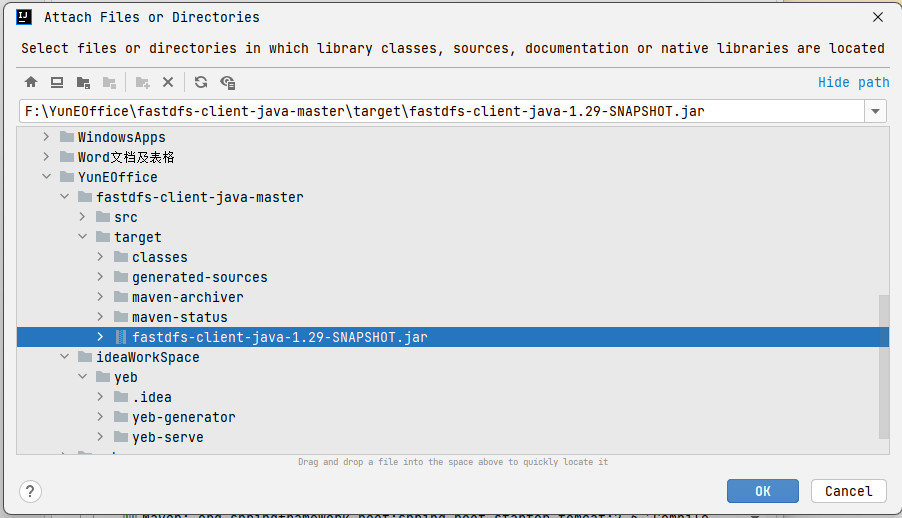 Attach Files or Directories
Select files or directories in which library classes, sources, documentation or native libraries are located
Hide path
F:\YunEOffice\fastdfs-client-java-master\target\fastdfs-client-java-1.29-SNAPSHOT.jar
WindowsApps
Word文档及表格
YunEOffice
fastdfs-client-java-master
src
target
classes
generated-sources
maven-archiver
maven-status
fastdfs-client-java-1.29-SNAPSHOT.jar
ideaWorkSpace
yeb
.idea
yeb-generator
yeb-serve
Drag and drop a file into the space above to quickly locate it
?
OK
Cancel